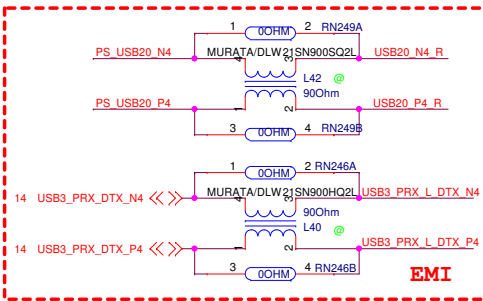 1 0OHM 2 RN249A
PS_USB20_N4 MURATA/DLW21SN900SQ2L USB20_N4_R
4 3
L42 @
90Ohm
PS_USB20_P4 1 2 USB20_P4_R
3 0OHM 4 RN249B
1 0OHM 2 RN246A
14 USB3_PRX_DTX_N4 MURATA/DLW21SN900HQ2L USB3_PRX_L_DTX_N4
4 3
90Ohm
L40 @
14 USB3_PRX_DTX_P4 1 2 USB3_PRX_L_DTX_P4
3 0OHM 4 RN246B
EMI